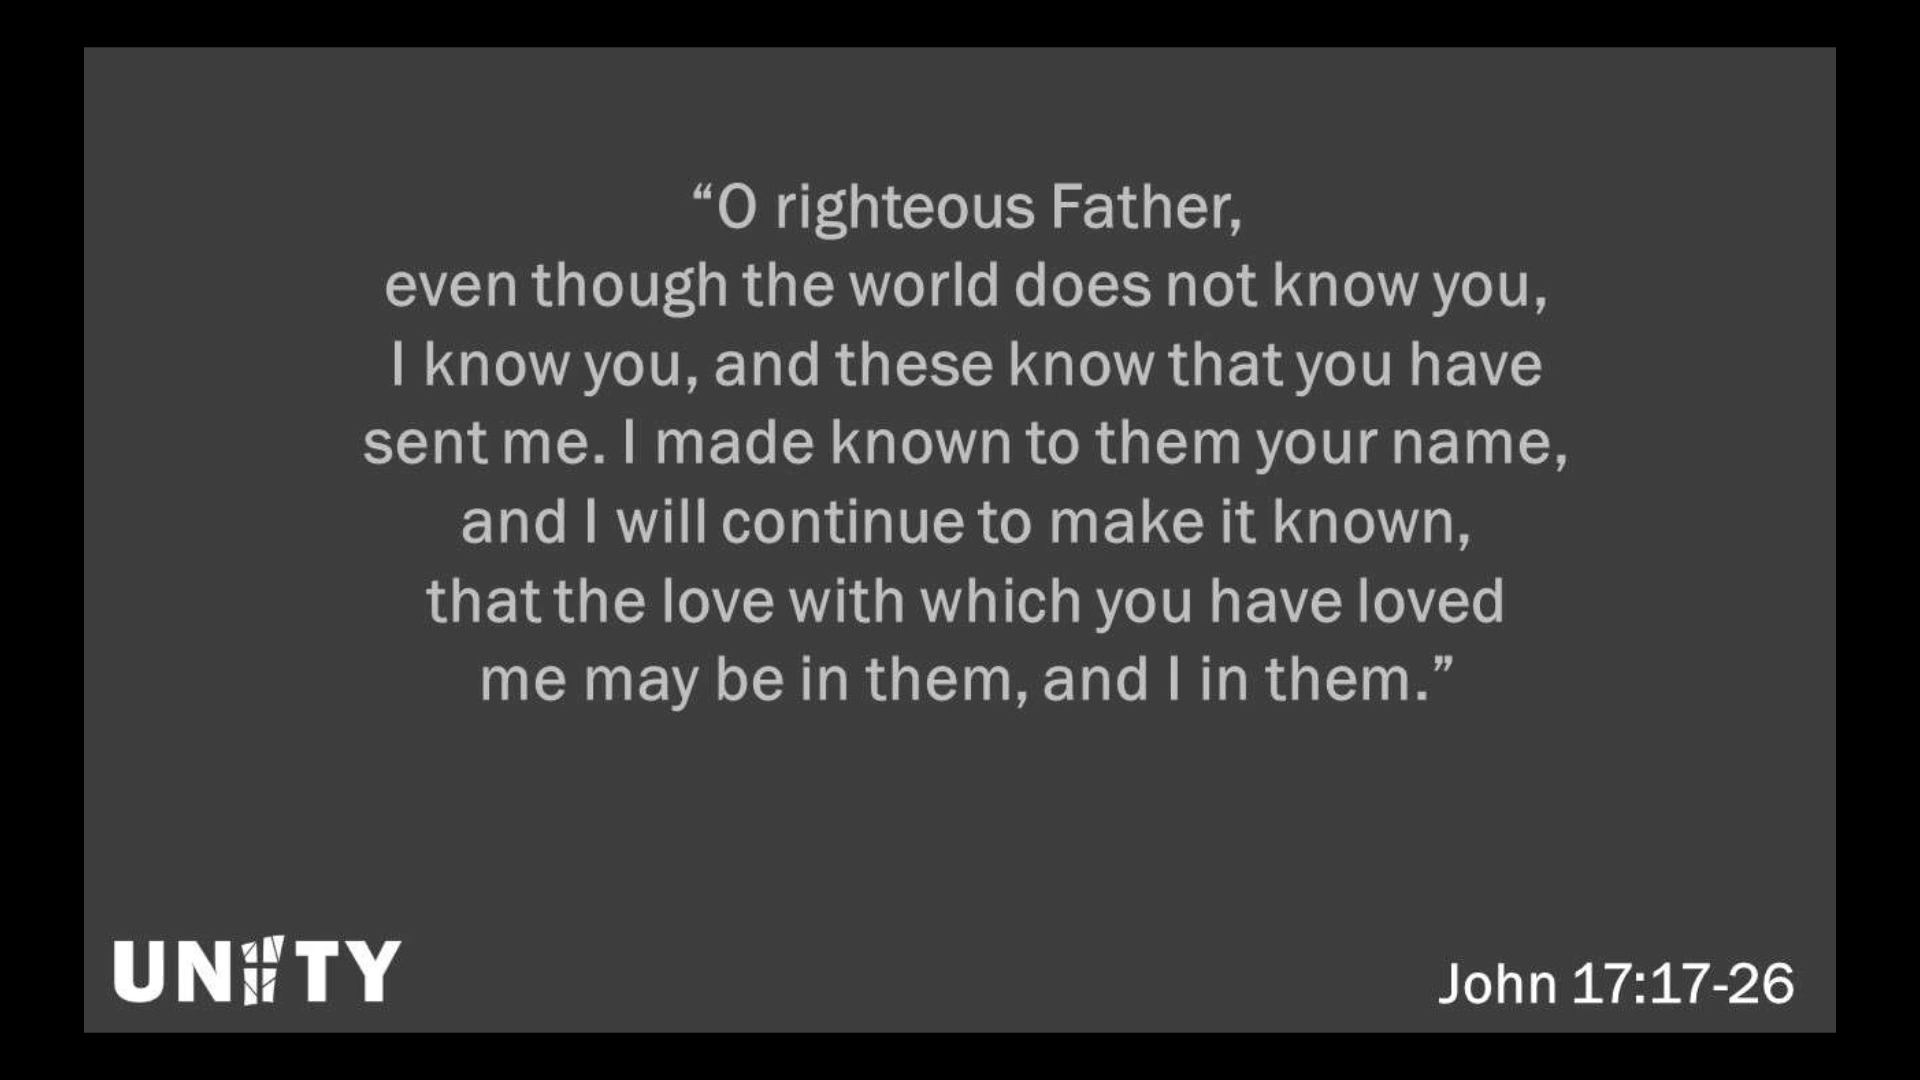 “O righteous Father,
even though the world does not know you,
I know you, and these know that you have
sent me. I made known to them your name,
and I will continue to make it known,
that the love with which you have loved
me may be in them, and I in them.”
UNITY
John 17:17-26